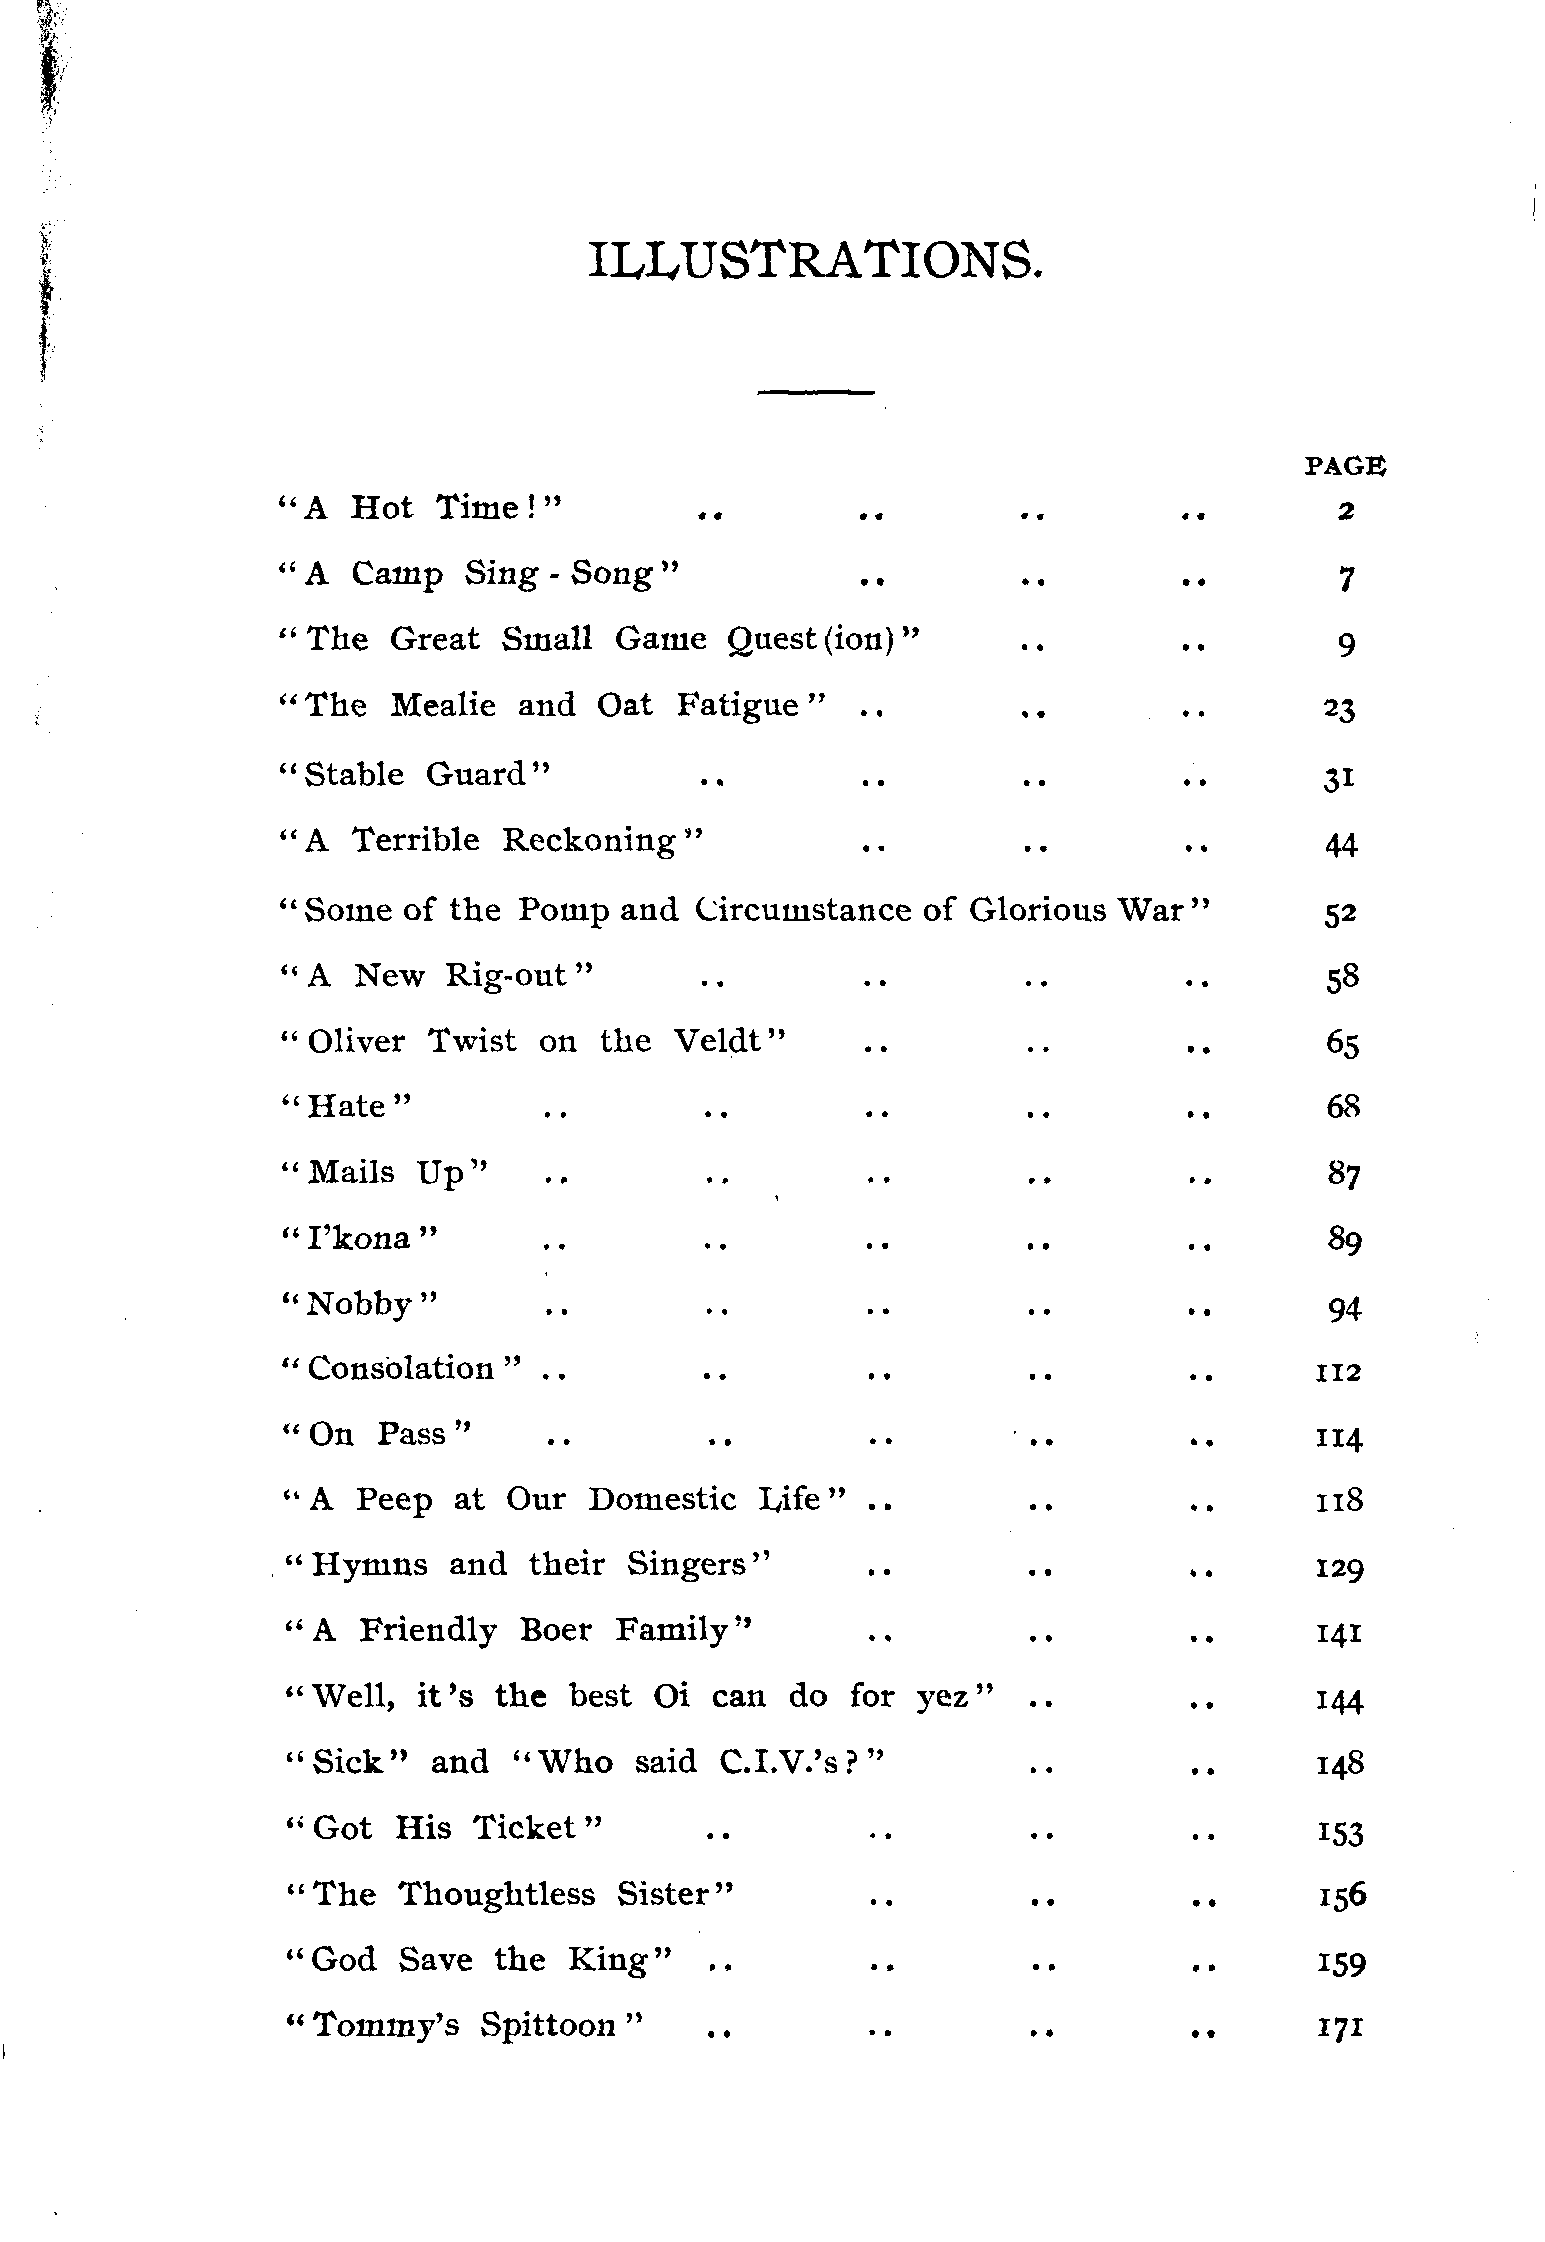 ILLUSTRATIONS.
PAGE
"A Hot Time!" .. .. .. .. 2
"A Camp Sing-Song" .. .. .. 7
"The Great Small Game Quest(ion)" .. .. 9
"The Mealie and Oat Fatigue" .. .. .. 23
"Stable Guard" .. .. .. .. 31
"A Terrible Reckoning" .. .. .. 44
"Some of the Pomp and Circumstance of Glorious War" 52
"A New Rig-out" .. .. .. .. 58
"Oliver Twist on the Veldt" .. .. .. 65
"Hate" .. .. .. .. .. 68
"Mails Up" .. .. .. .. .. 87
"I'kona" .. .. .. .. .. 89
"Nobby" .. .. .. .. .. 94
"Consolation" .. .. .. .. .. 112
"On Pass" .. .. .. .. .. 114
"A Peep at Our Domestic Life" .. .. .. 118
"Hymns and their Singers" .. .. .. 129
"A Friendly Boer Family" .. .. .. 141
"Well, it's the best Oi can do for yez" .. .. 144
"Sick" and "Who said C.I.V.'s?" .. .. 148
"Got His Ticket" .. .. .. .. 153
"The Thoughtless Sister" .. .. .. 156
"God Save the King" .. .. .. .. 159
"Tommy's Spittoon" .. .. .. .. 171